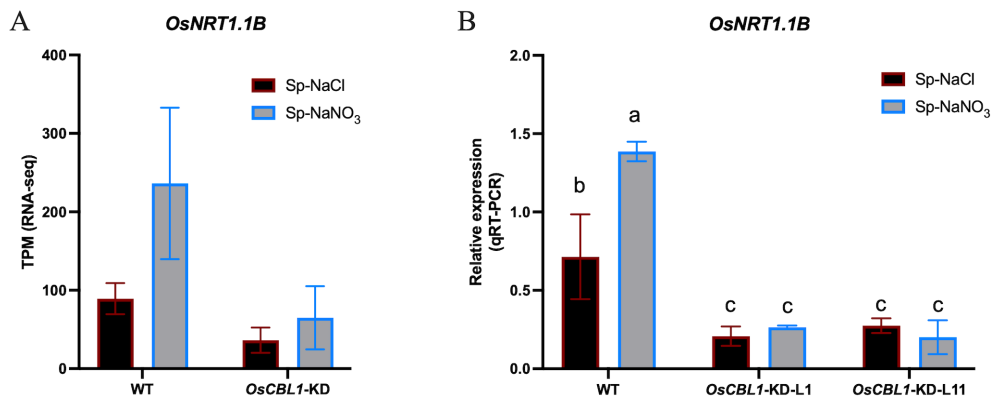 A
OsNRT1.1B
TPM (RNA-seq)
400
300
200
100
0
Sp-NaCl
Sp-NaNO₃
WT
OsCBL1-KD
B
OsNRT1.1B
Relative expression
(qRT-PCR)
2.0
1.5
1.0
0.5
0.0
Sp-NaCl
Sp-NaNO₃
b
a
c
c
c
c
WT
OsCBL1-KD-L1
OsCBL1-KD-L11